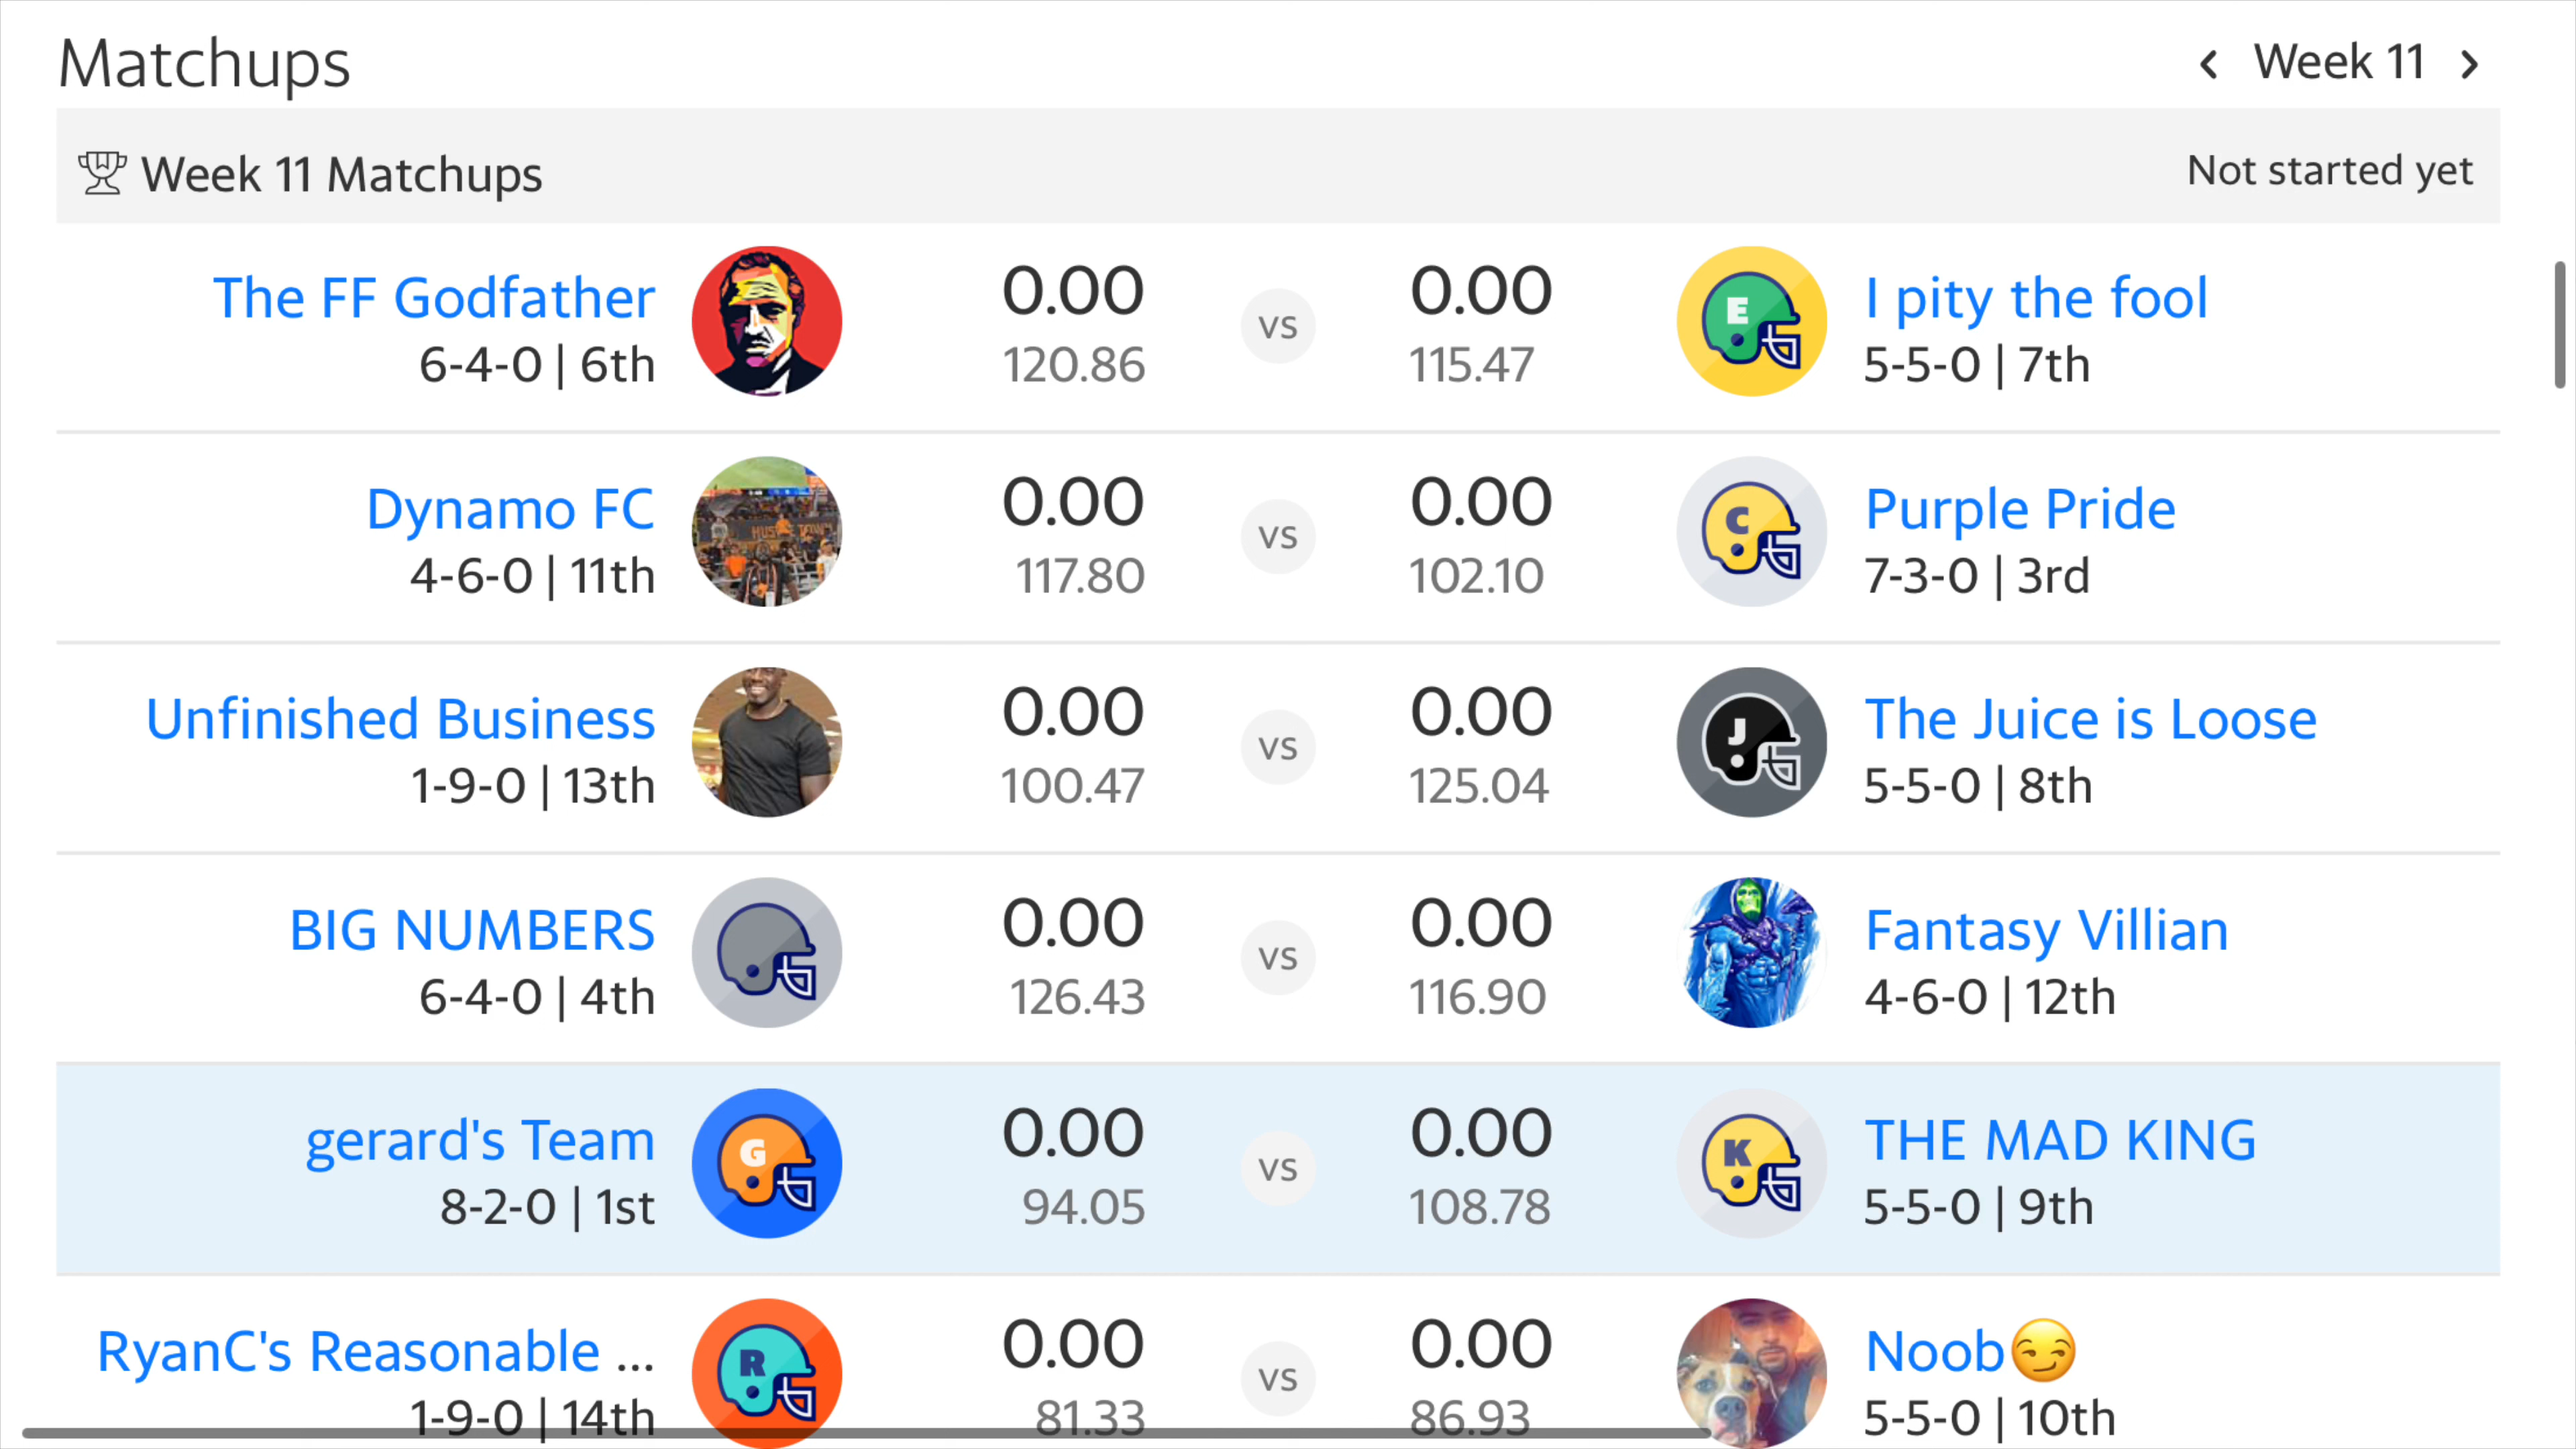 Matchups
Week 11
Week 11 Matchups
Not started yet
The FF Godfather
6-4-0 | 6th
0.00
120.86
VS
0.00
115.47
E
I pity the fool
5-5-0 | 7th
Dynamo FC
4-6-0 | 11th
0.00
117.80
VS
0.00
102.10
C
Purple Pride
7-3-0 | 3rd
Unfinished Business
1-9-0 | 13th
0.00
100.47
VS
0.00
125.04
J
The Juice is Loose
5-5-0 | 8th
BIG NUMBERS
6-4-0 | 4th
0.00
126.43
VS
0.00
116.90
Fantasy Villian
4-6-0 | 12th
gerard's Team
8-2-0 | 1st
G
0.00
94.05
VS
0.00
108.78
K
THE MAD KING
5-5-0 | 9th
RyanC's Reasonable ...
1-9-0 | 14th
R
0.00
81.33
VS
0.00
86.93
Noob😏
5-5-0 | 10th